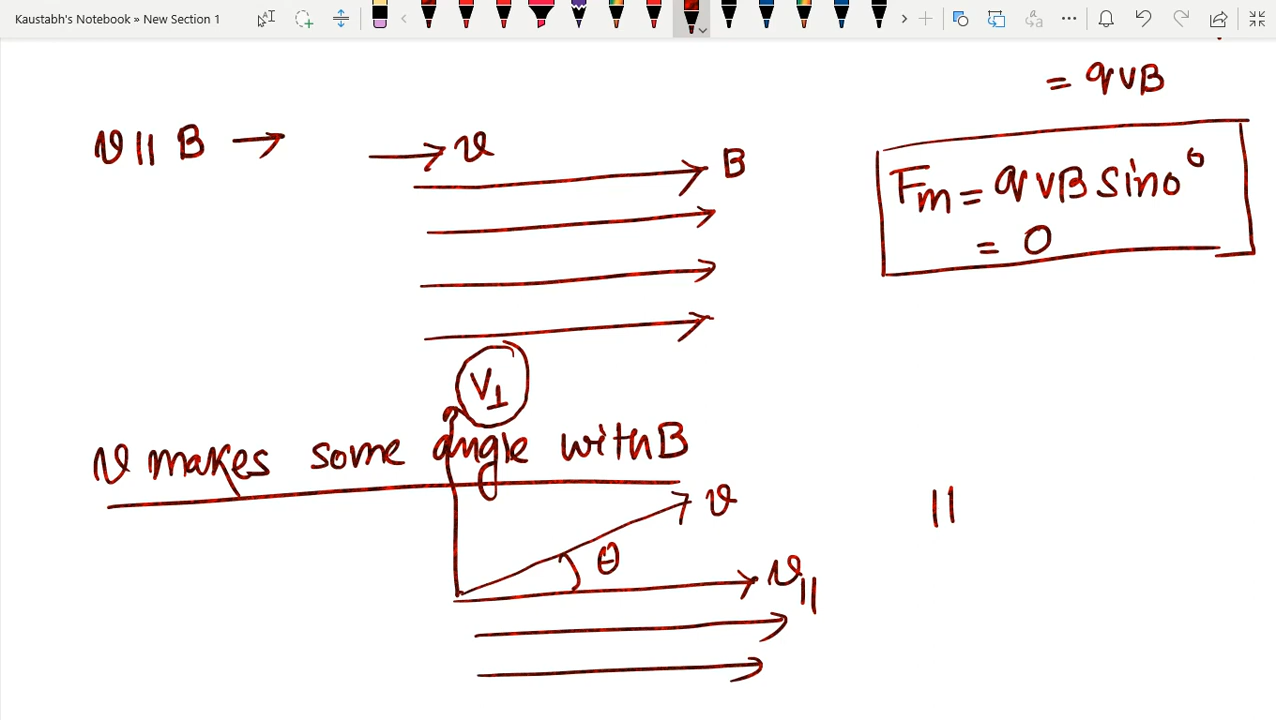 Kaustabh's Notebook » New Section 1
= qvB
v || B → → v
B
Fm = qvB sin0°
= 0
V⊥
v makes some angle with B
v
θ
||
v||